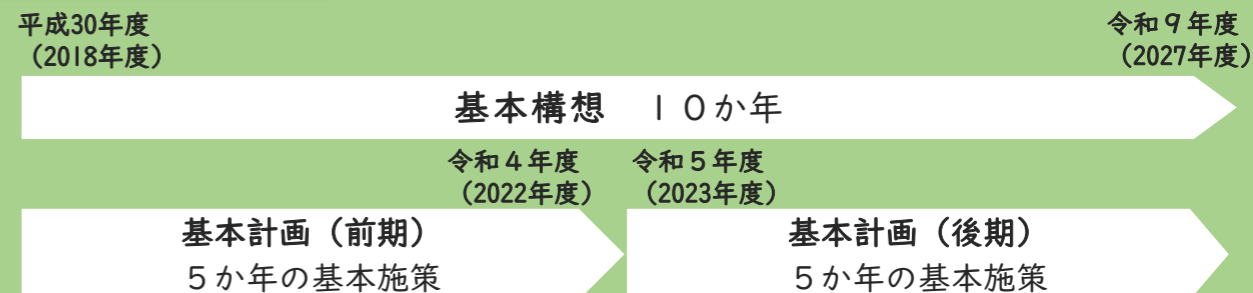 平成30年度
（2018年度）
令和９年度
（2027年度）
基本構想　１０か年
令和４年度
（2022年度）
令和５年度
（2023年度）
基本計画（前期）
５か年の基本施策
基本計画（後期）
５か年の基本施策